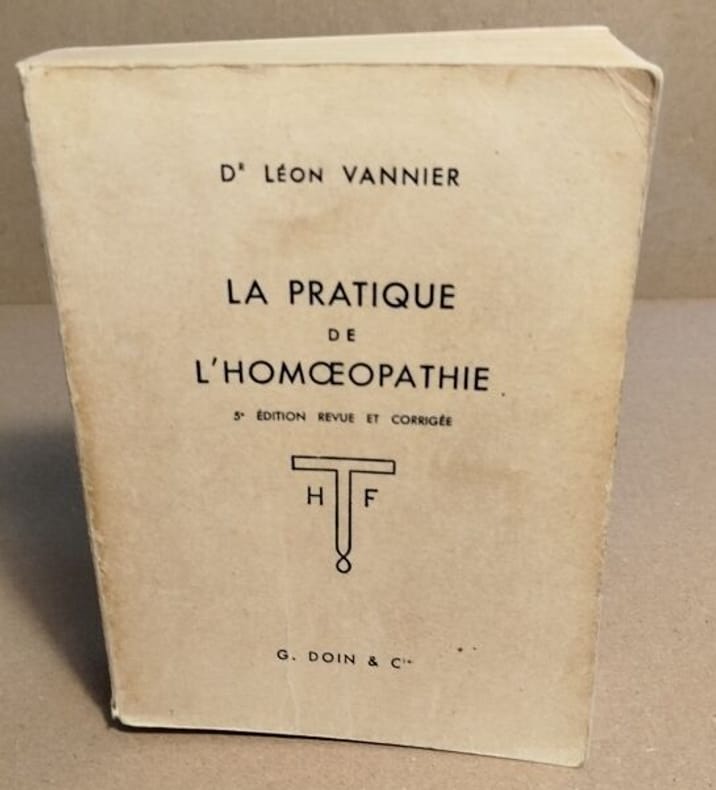 Dʳ LÉON VANNIER
LA PRATIQUE
DE
L'HOMŒOPATHIE
5ᵉ ÉDITION REVUE ET CORRIGÉE
H T F
G. DOIN & Cⁱᵉ